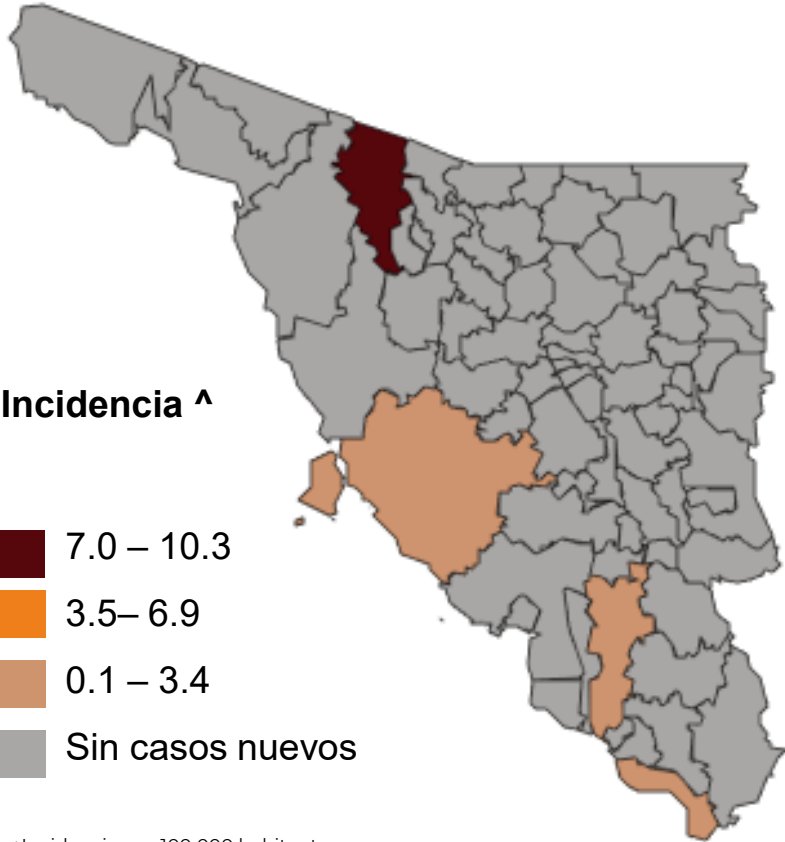 Incidencia ^
7.0 – 10.3
3.5– 6.9
0.1 – 3.4
Sin casos nuevos